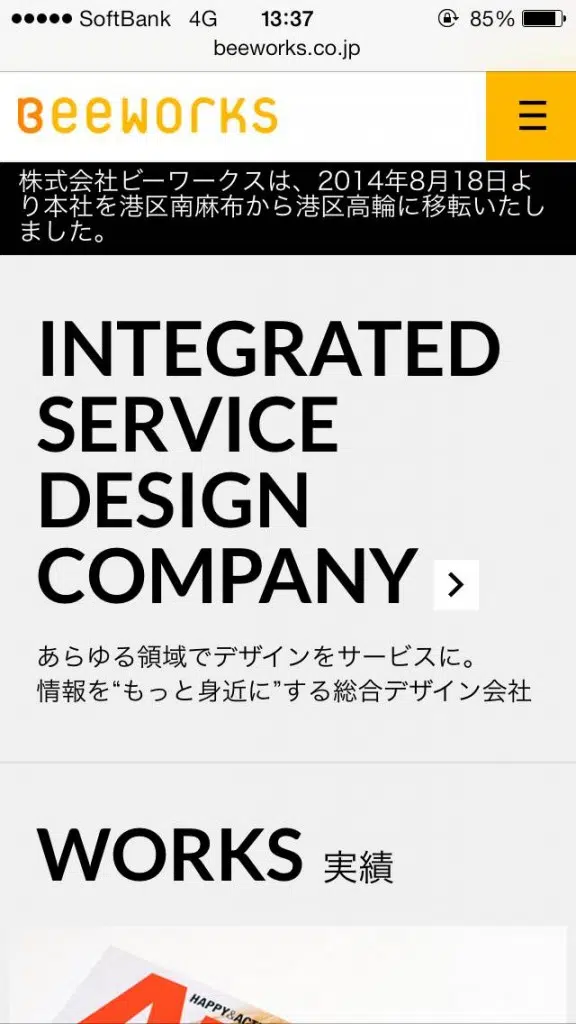 SoftBank 4G 13:37 85%
beeworks.co.jp
Beeworks
株式会社ビーワークスは、2014年8月18日よ
り本社を港区南麻布から港区高輪に移転いたし
ました。
INTEGRATED
SERVICE
DESIGN
COMPANY
あらゆる領域でデザインをサービスに。
情報を“もっと身近に”する総合デザイン会社
WORKS 実績